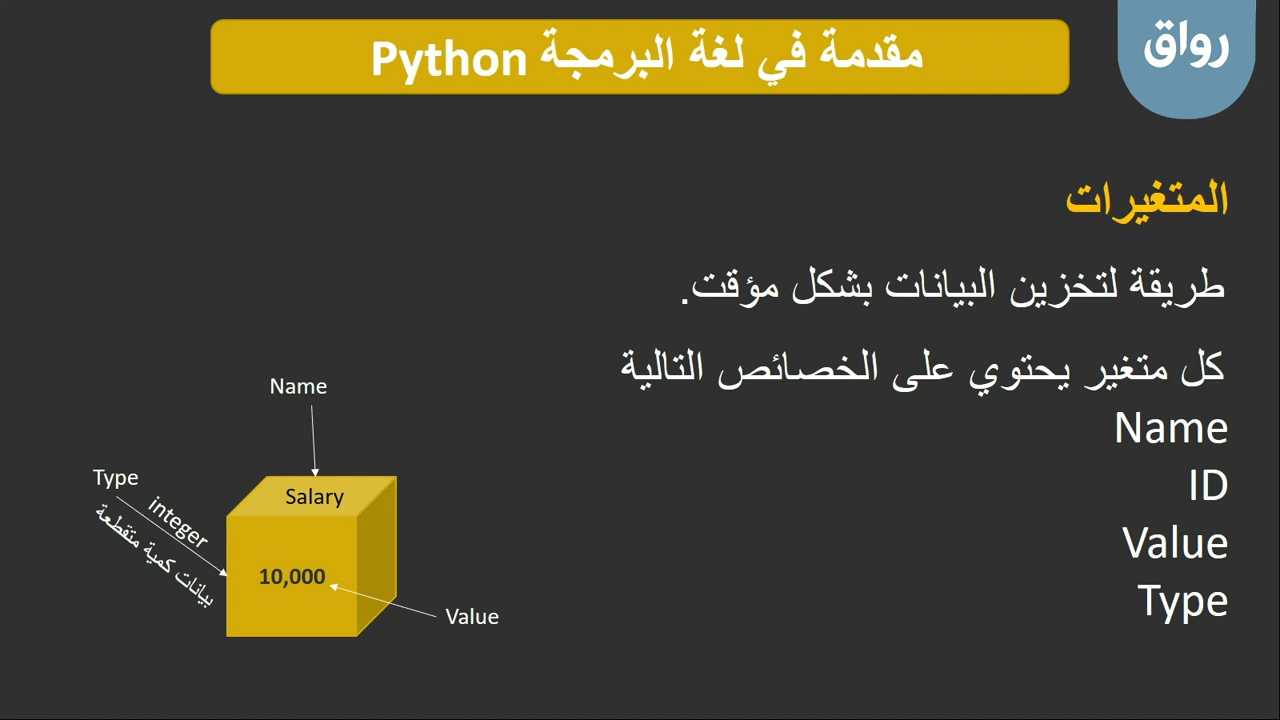 رواق
مقدمة في لغة البرمجة Python
المتغيرات
طريقة لتخزين البيانات بشكل مؤقت.
كل متغير يحتوي على الخصائص التالية
Name
ID
Value
Type
Name
Type
integer
بيانات كمية متقطعة
Salary
10,000
Value